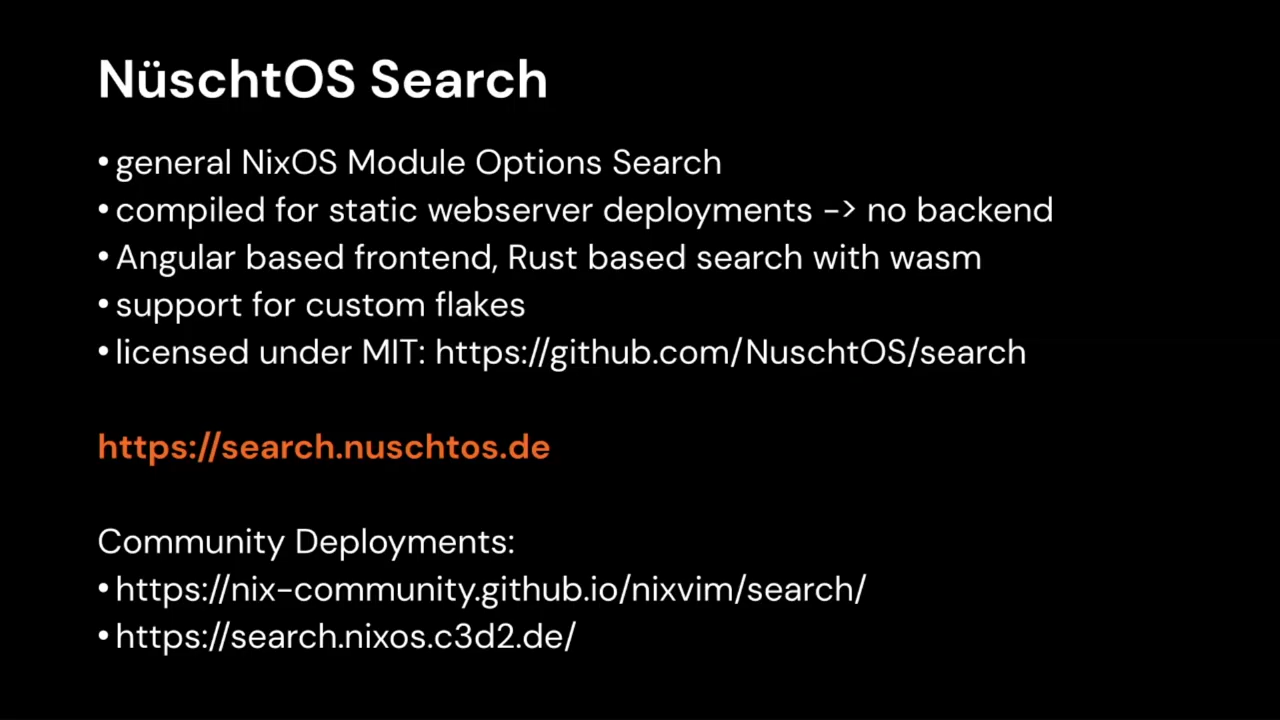 NüschtOS Search
• general NixOS Module Options Search
• compiled for static webserver deployments -> no backend
• Angular based frontend, Rust based search with wasm
• support for custom flakes
• licensed under MIT: https://github.com/NuschtOS/search
https://search.nuschtos.de
Community Deployments:
• https://nix-community.github.io/nixvim/search/
• https://search.nixos.c3d2.de/